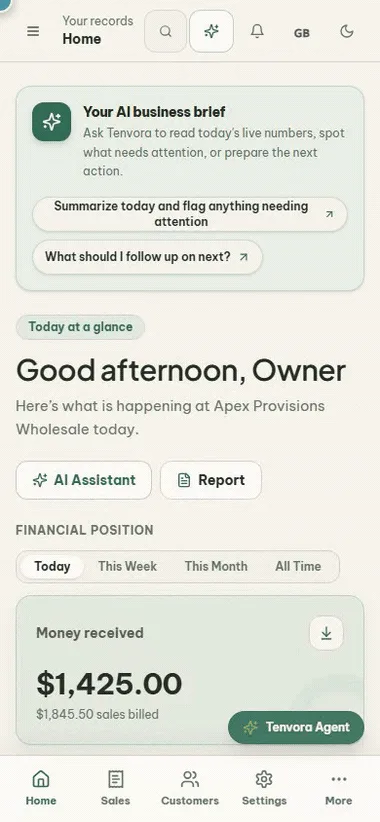 Your records
Home
GB
Your AI business brief
Ask Tenvora to read today's live numbers, spot
what needs attention, or prepare the next
action.
Summarize today and flag anything needing
attention
What should I follow up on next?
Today at a glance
Good afternoon, Owner
Here's what is happening at Apex Provisions
Wholesale today.
AI Assistant
Report
FINANCIAL POSITION
Today
This Week
This Month
All Time
Money received
$1,425.00
$1,845.50 sales billed
Tenvora Agent
Home
Sales
Customers
Settings
More